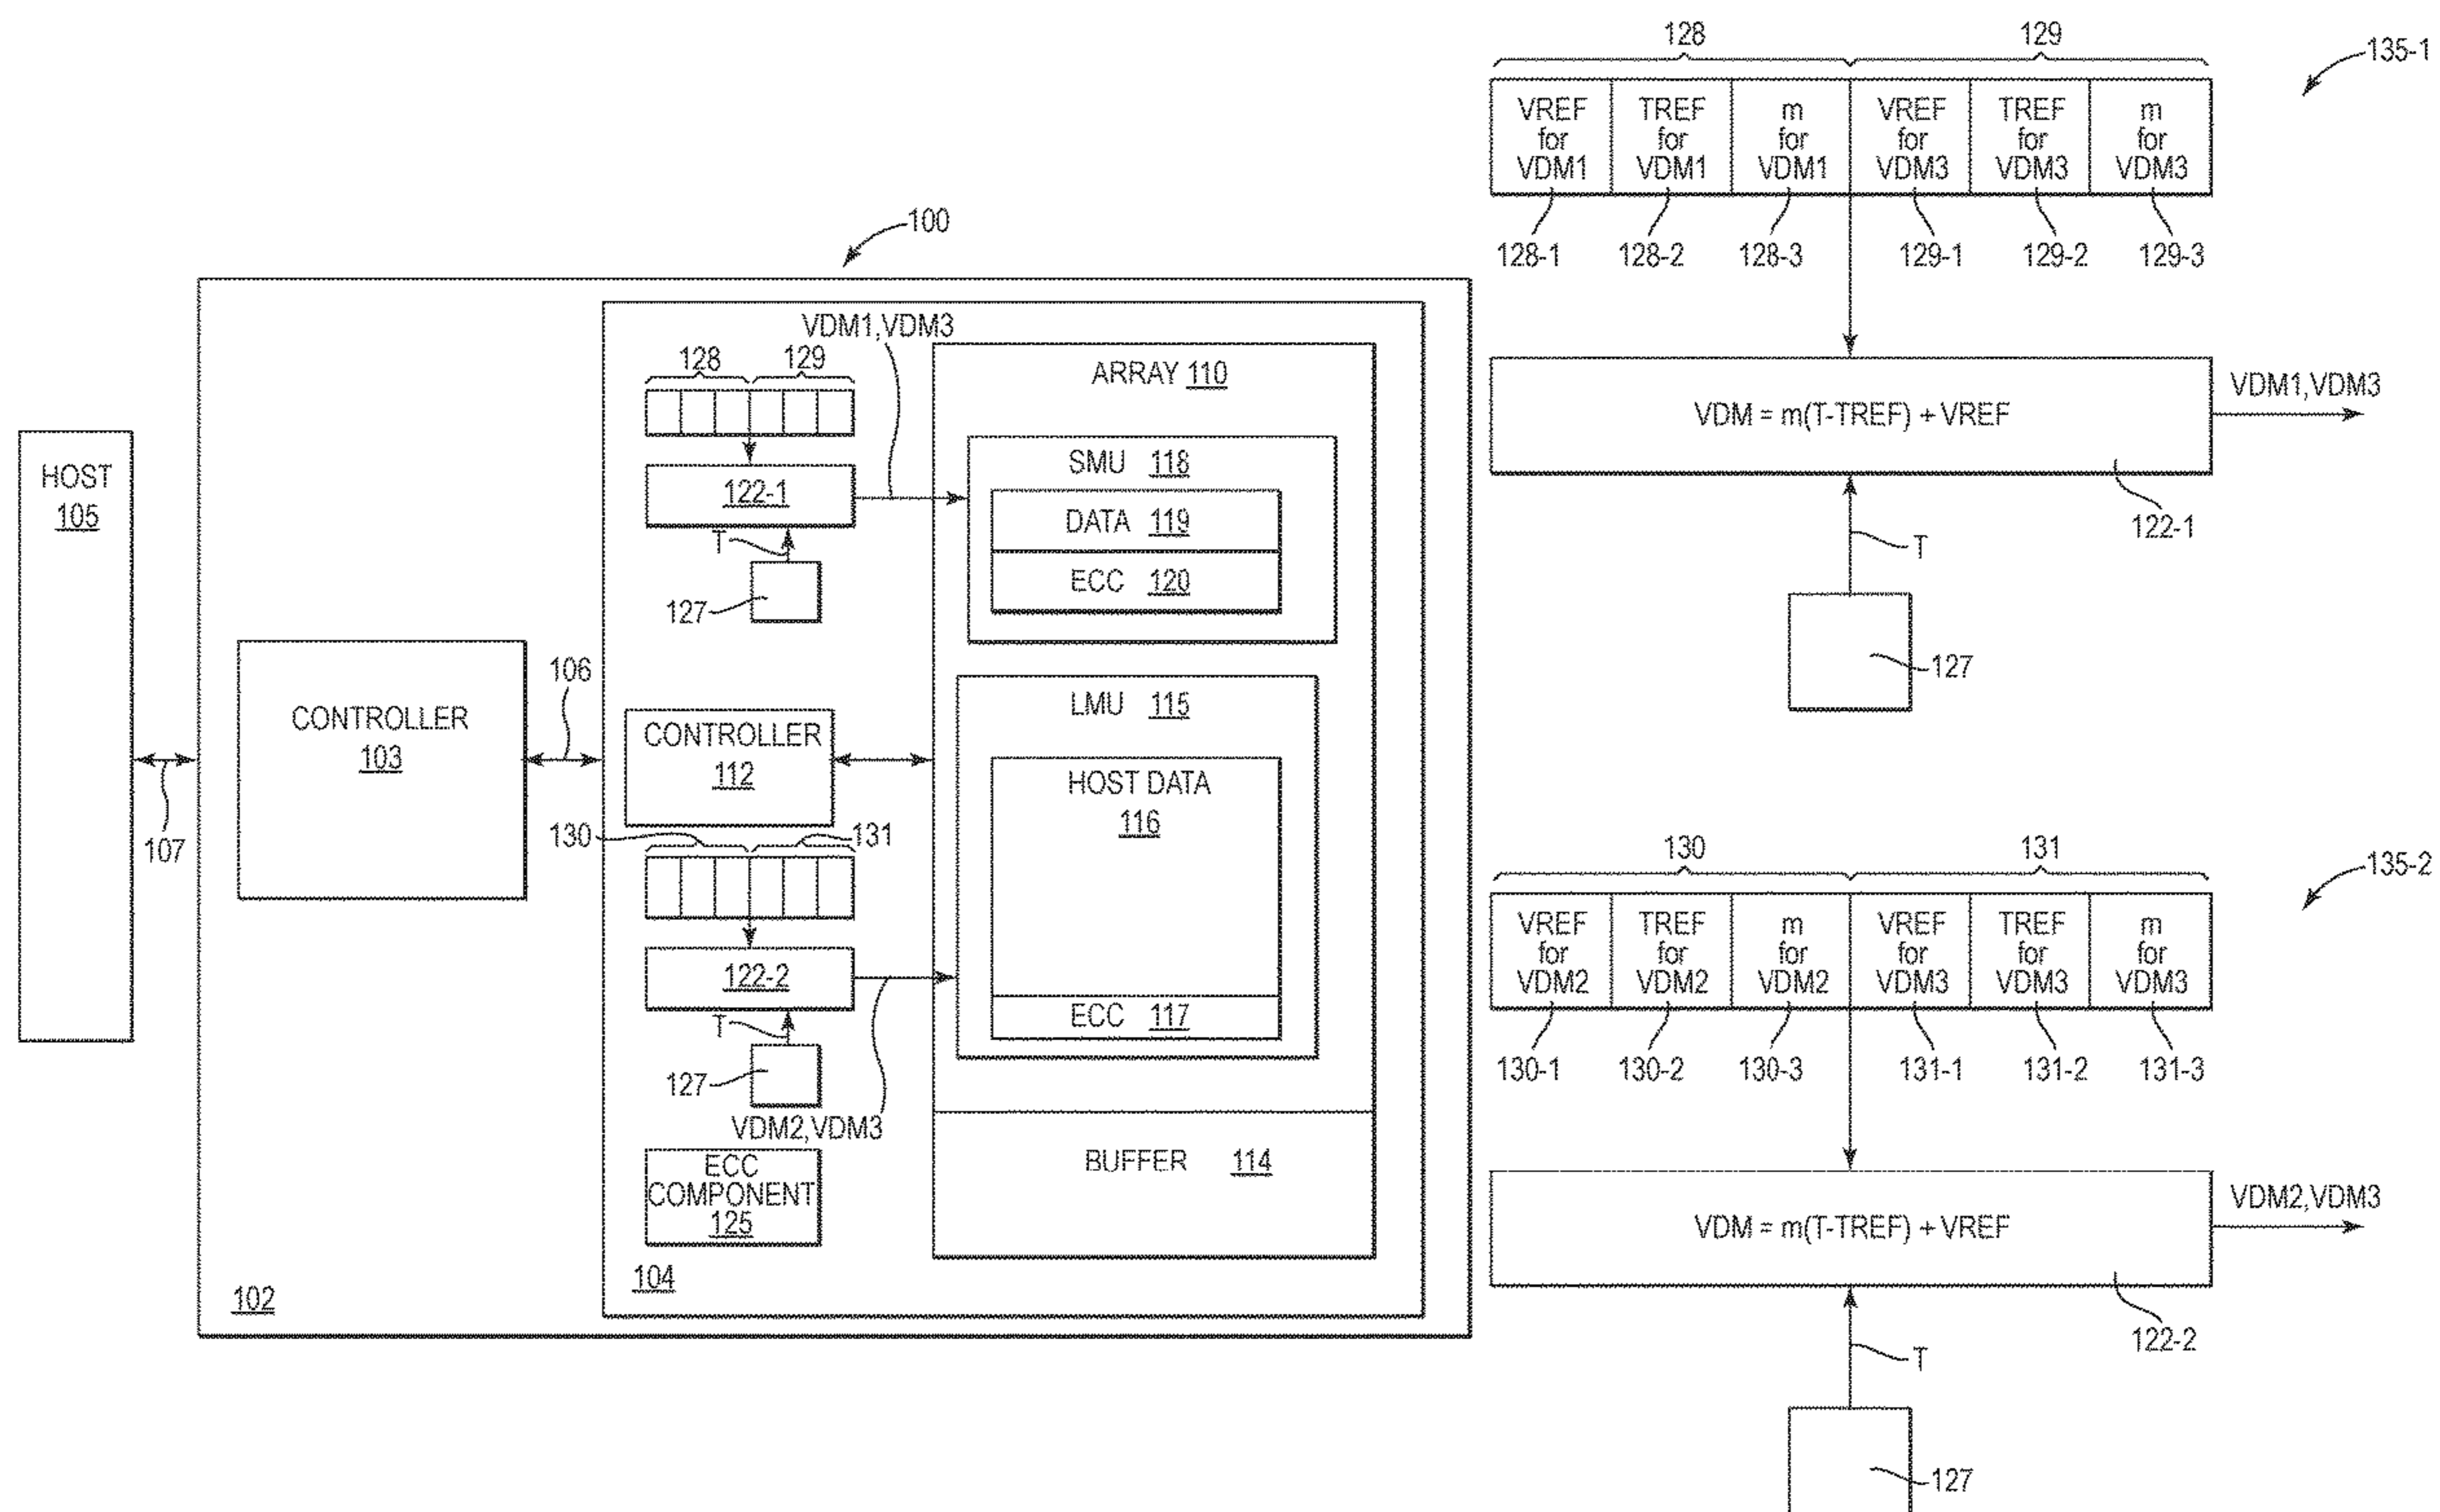 100
HOST
105
107
102
CONTROLLER
103
106
104
128
129
VDM1,VDM3
122-1
T
127
CONTROLLER
112
130
131
122-2
T
127
VDM2,VDM3
ECC
COMPONENT
125
ARRAY 110
SMU 118
DATA 119
ECC 120
LMU 115
HOST DATA
116
ECC 117
BUFFER 114
128
129
135-1
VREF
for
VDM1
TREF
for
VDM1
m
for
VDM1
VREF
for
VDM3
TREF
for
VDM3
m
for
VDM3
128-1
128-2
128-3
129-1
129-2
129-3
VDM = m(T-TREF) + VREF
VDM1,VDM3
122-1
T
127
130
131
135-2
VREF
for
VDM2
TREF
for
VDM2
m
for
VDM2
VREF
for
VDM3
TREF
for
VDM3
m
for
VDM3
130-1
130-2
130-3
131-1
131-2
131-3
VDM = m(T-TREF) + VREF
VDM2,VDM3
122-2
T
127